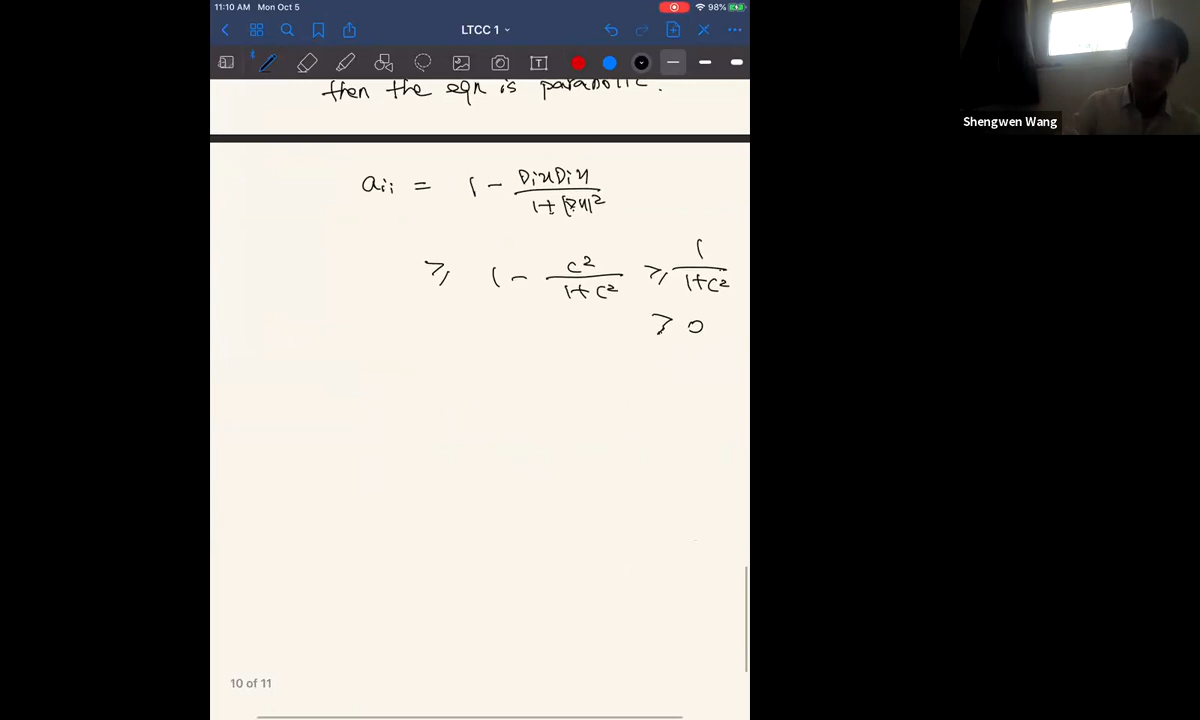 11:10 AM Mon Oct 5
98%
LTCC 1
then the eqn is parabolic.
aii = 1 - DiuDiu / 1+|Du|²
≥ 1 - c² / 1+c² ≥ 1 / 1+c²
> 0
10 of 11
Shengwen Wang